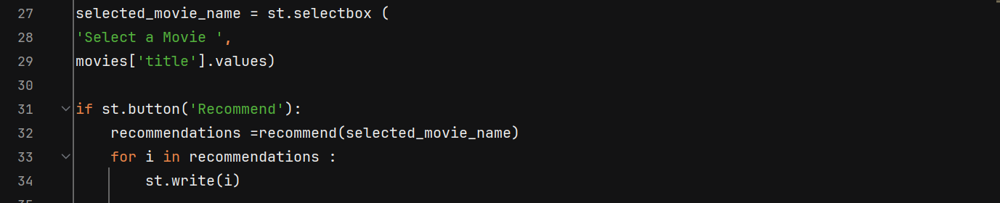 27 selected_movie_name = st.selectbox (
28 'Select a Movie ',
29 movies['title'].values)
30
31 if st.button('Recommend'):
32     recommendations =recommend(selected_movie_name)
33     for i in recommendations :
34         st.write(i)